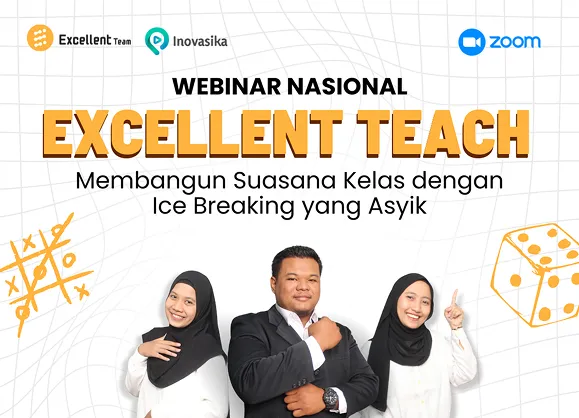 Excellent Team
Inovasika
zoom
WEBINAR NASIONAL
EXCELLENT TEACH
Membangun Suasana Kelas dengan
Ice Breaking yang Asyik